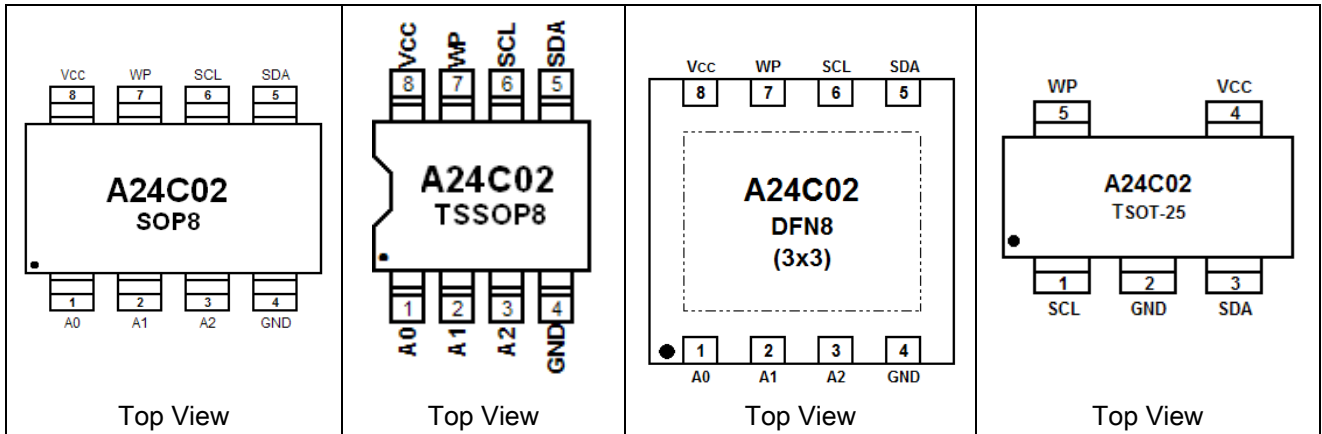 Vcc WP SCL SDA
8 7 6 5
A24C02
SOP8
1 2 3 4
A0 A1 A2 GND
Top View
VCC WP SCL SDA
8 7 6 5
A24C02
TSSOP8
1 2 3 4
A0 A1 A2 GND
Top View
Vcc WP SCL SDA
8 7 6 5
A24C02
DFN8
(3x3)
1 2 3 4
A0 A1 A2 GND
Top View
WP VCC
5 4
A24C02
TSOT-25
1 2 3
SCL GND SDA
Top View